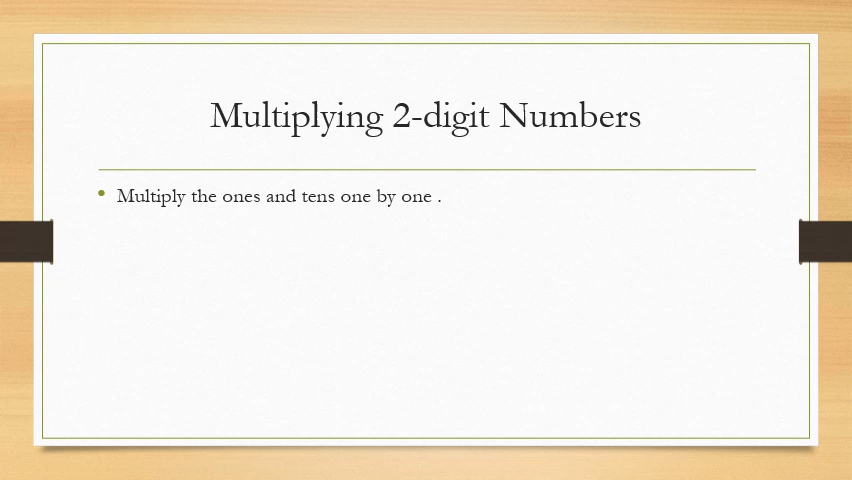 Multiplying 2-digit Numbers
• Multiply the ones and tens one by one .